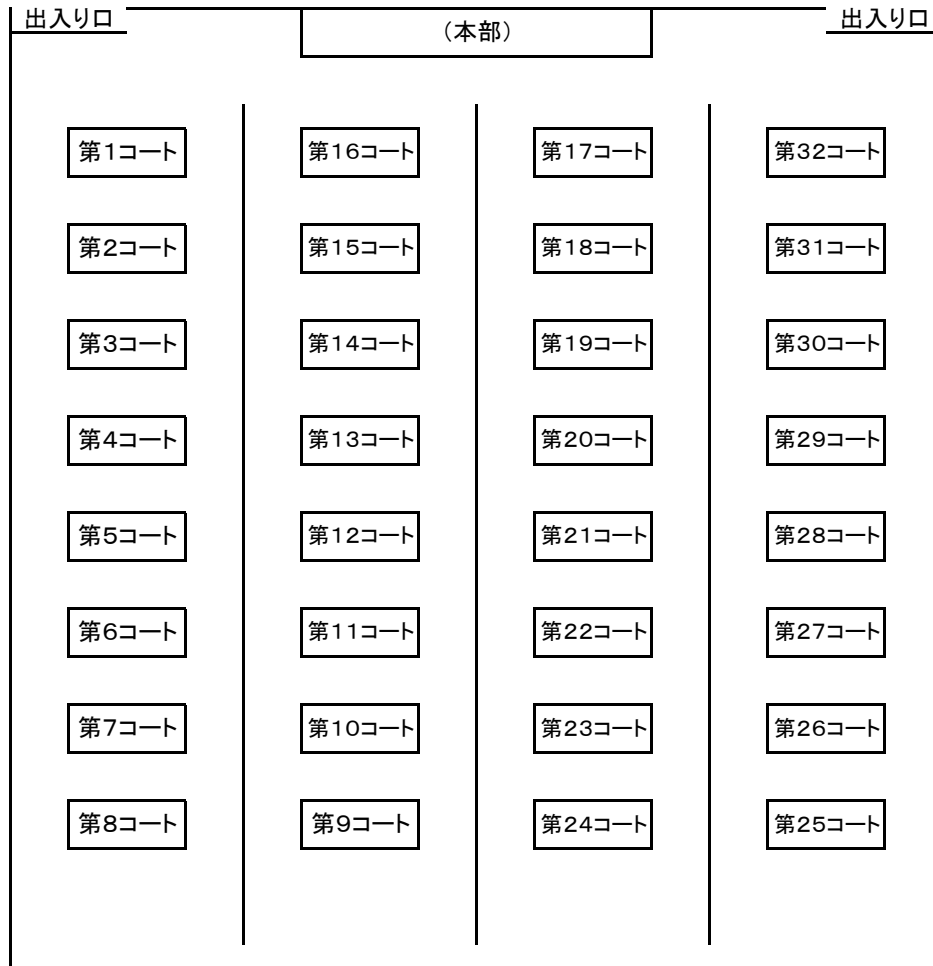 出入り口 (本部) 出入り口
第1コート 第16コート 第17コート 第32コート
第2コート 第15コート 第18コート 第31コート
第3コート 第14コート 第19コート 第30コート
第4コート 第13コート 第20コート 第29コート
第5コート 第12コート 第21コート 第28コート
第6コート 第11コート 第22コート 第27コート
第7コート 第10コート 第23コート 第26コート
第8コート 第9コート 第24コート 第25コート